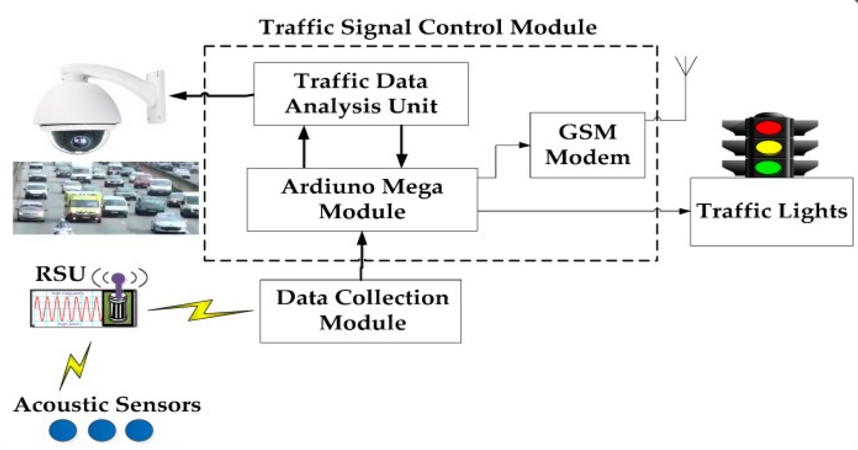 Traffic Signal Control Module
Traffic Data
Analysis Unit
GSM
Modem
Ardiuno Mega
Module
Traffic Lights
RSU
Data Collection
Module
Acoustic Sensors